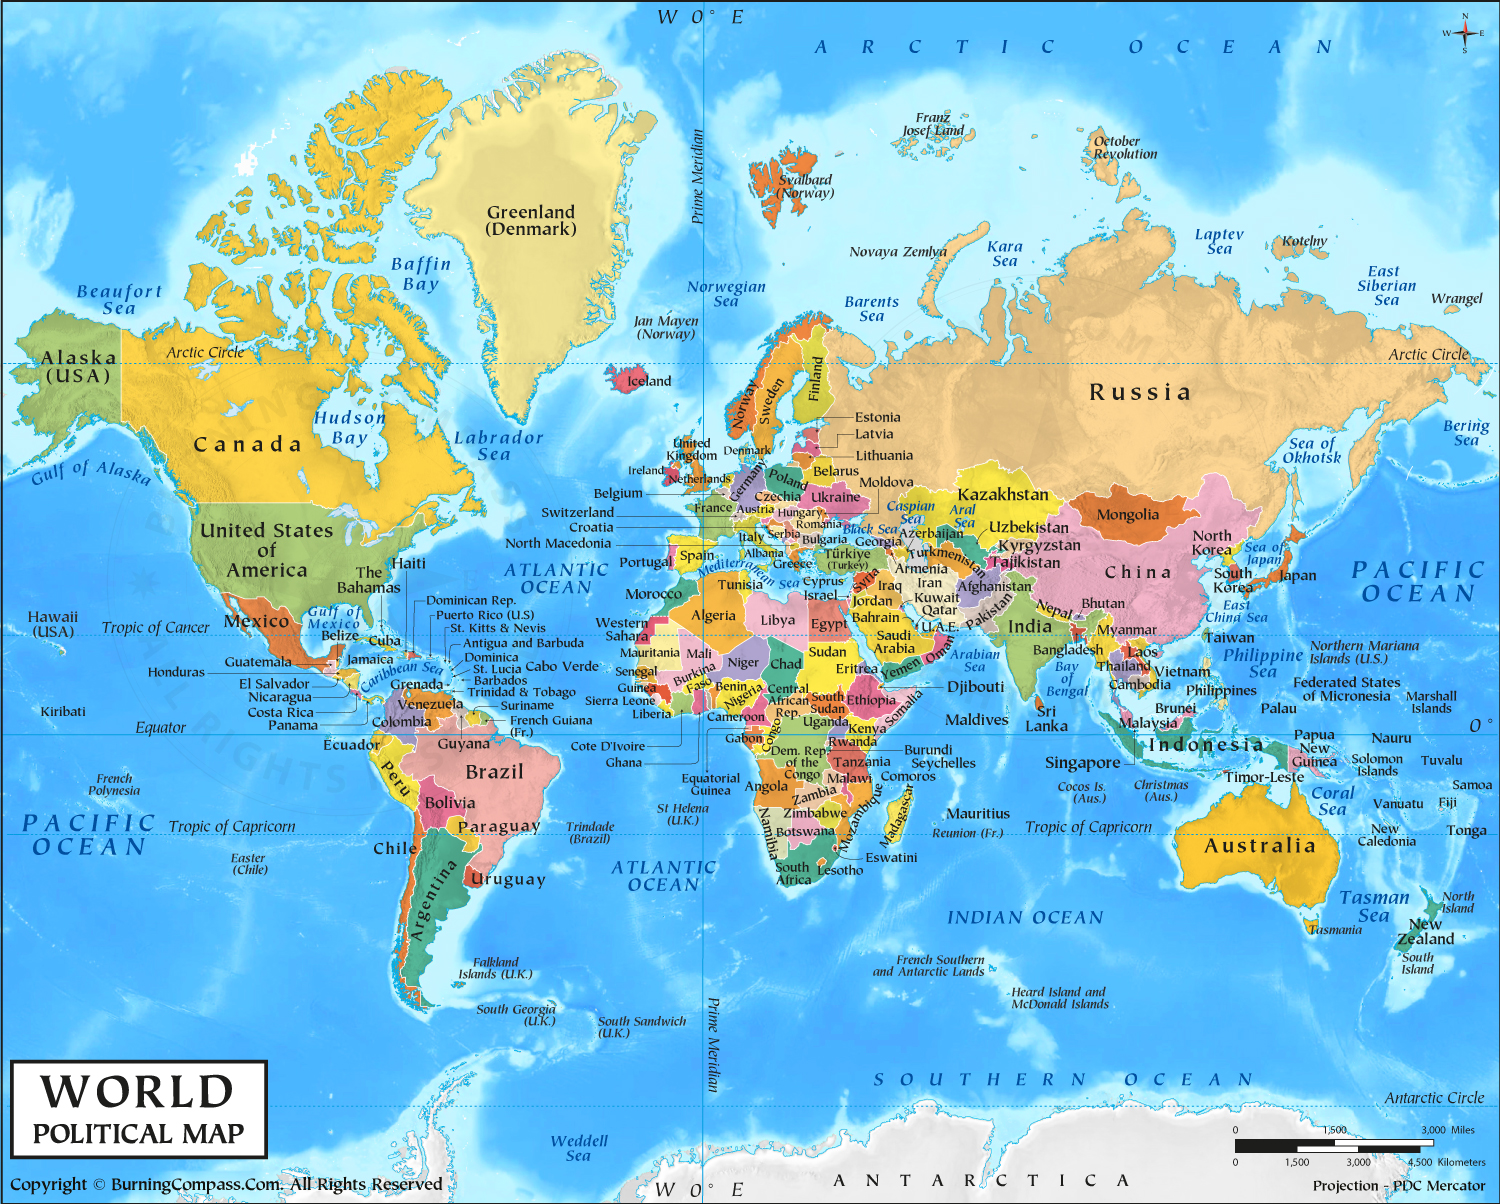 W 0° E
ARCTIC OCEAN
N
W E
S
Prime Meridian
Franz
Josef Land
October
Revolution
Svalbard
(Norway)
Greenland
(Denmark)
Novaya Zemlya
Kara
Sea
Laptev
Sea
Kotelny
East
Siberian
Sea
Wrangel
Baffin
Bay
Beaufort
Sea
Norwegian
Sea
Barents
Sea
Jan Mayen
(Norway)
Arctic Circle
Arctic Circle
Alaska
(USA)
Iceland
Norway
Sweden
Finland
Russia
Hudson
Bay
Canada
Labrador
Sea
Gulf of Alaska
Bering
Sea
Sea of
Okhotsk
Estonia
Latvia
Lithuania
United
Kingdom
Denmark
Ireland
Netherlands
Germany
Poland
Belarus
Moldova
Belgium
Czechia
Ukraine
Switzerland
France
Austria
Hungary
Croatia
Romania
North Macedonia
Italy
Serbia
Bulgaria
Black Sea
Georgia
Portugal
Spain
Albania
Greece
Türkiye
(Turkey)
Mediterranean Sea
Caspian
Sea
Aral
Sea
Azerbaijan
Armenia
Turkmenistan
Kazakhstan
Uzbekistan
Kyrgyzstan
Tajikistan
Mongolia
China
North
Korea
South
Korea
Sea of
Japan
Japan
PACIFIC
OCEAN
East
China Sea
United States
of
America
The
Bahamas
Haiti
ATLANTIC
OCEAN
Morocco
Tunisia
Cyprus
Israel
Syria
Iraq
Jordan
Iran
Kuwait
Qatar
Bahrain
U.A.E.
Afghanistan
Pakistan
Nepal
Bhutan
India
Myanmar
Bangladesh
Laos
Thailand
Vietnam
Cambodia
Taiwan
Philippine
Sea
Philippines
Northern Mariana
Islands (U.S.)
Federated States
of Micronesia
Marshall
Islands
Palau
Hawaii
(USA)
Tropic of Cancer
Mexico
Gulf of
Mexico
Dominican Rep.
Puerto Rico (U.S)
St. Kitts & Nevis
Antigua and Barbuda
Belize
Cuba
Dominica
St. Lucia
Cabo Verde
Guatemala
Jamaica
Barbados
Honduras
Caribbean Sea
Grenada
Trinidad & Tobago
El Salvador
Nicaragua
Costa Rica
Panama
Venezuela
Suriname
French Guiana
(Fr.)
Colombia
Guyana
Western
Sahara
Algeria
Libya
Egypt
Saudi
Arabia
Oman
Yemen
Arabian
Sea
Bay
of
Bengal
Mauritania
Mali
Niger
Chad
Sudan
Eritrea
Djibouti
Senegal
Burkina
Faso
Guinea
Sierra Leone
Liberia
Benin
Nigeria
Central
African
Rep.
South
Sudan
Ethiopia
Somalia
Cameroon
Gabon
Congo
Uganda
Kenya
Rwanda
Burundi
Cote D'Ivoire
Ghana
Equatorial
Guinea
Dem. Rep.
of the
Congo
Tanzania
Seychelles
Comoros
Maldives
Sri
Lanka
Brunei
Malaysia
Singapore
Indonesia
Timor-Leste
Papua
New
Guinea
Nauru
Solomon
Islands
Tuvalu
Samoa
Kiribati
Equator
0°
Ecuador
Perú
Brazil
Bolivia
Paraguay
Chile
Argentina
Uruguay
Angola
Zambia
Malawi
Mozambique
Zimbabwe
Namibia
Botswana
South
Africa
Lesotho
Eswatini
Madagascar
Mauritius
Reunion (Fr.)
Cocos Is.
(Aus.)
Christmas
(Aus.)
Coral
Sea
Vanuatu
Fiji
New
Caledonia
Tonga
French
Polynesia
PACIFIC
OCEAN
Tropic of Capricorn
Tropic of Capricorn
Easter
(Chile)
Trindade
(Brazil)
St Helena
(U.K.)
ATLANTIC
OCEAN
INDIAN OCEAN
Australia
Tasman
Sea
Tasmania
North
Island
New
Zealand
South
Island
French Southern
and Antarctic Lands
Heard Island and
McDonald Islands
Falkland
Islands (U.K.)
South Georgia
(U.K.)
South Sandwich
(U.K.)
Prime Meridian
SOUTHERN OCEAN
Antarctic Circle
Weddell
Sea
ANTARCTICA
W 0° E
WORLD
POLITICAL MAP
Copyright © BurningCompass.Com. All Rights Reserved
0 1,500 3,000 Miles
0 1,500 3,000 4,500 Kilometers
Projection - PDC Mercator